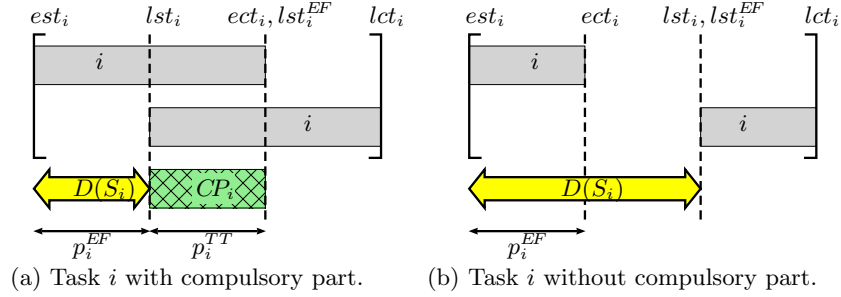 est_i lst_i ect_i, lst_i^{EF} lct_i
i
i
D(S_i) CP_i
p_i^{EF} p_i^{TT}
(a) Task i with compulsory part.
est_i ect_i lst_i, lst_i^{EF} lct_i
i
i
D(S_i)
p_i^{EF}
(b) Task i without compulsory part.